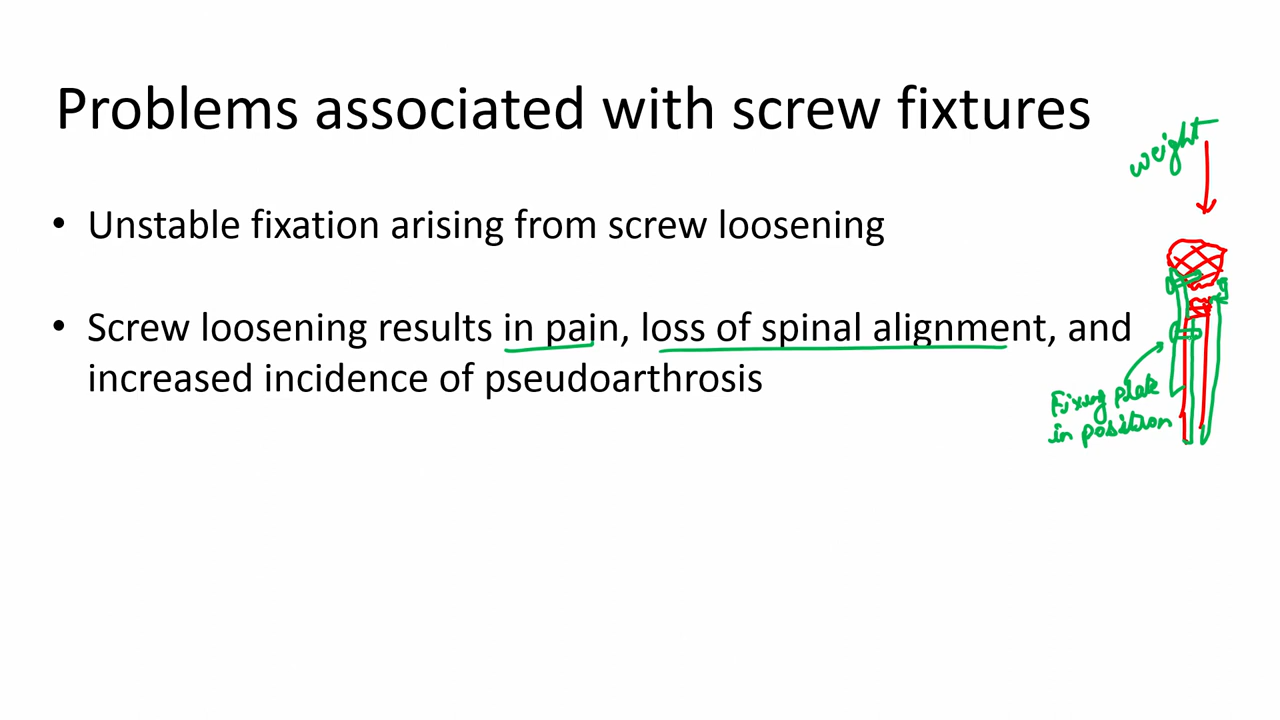 Problems associated with screw fixtures
weight
• Unstable fixation arising from screw loosening
• Screw loosening results in pain, loss of spinal alignment, and
increased incidence of pseudoarthrosis
Fixing plate
in position